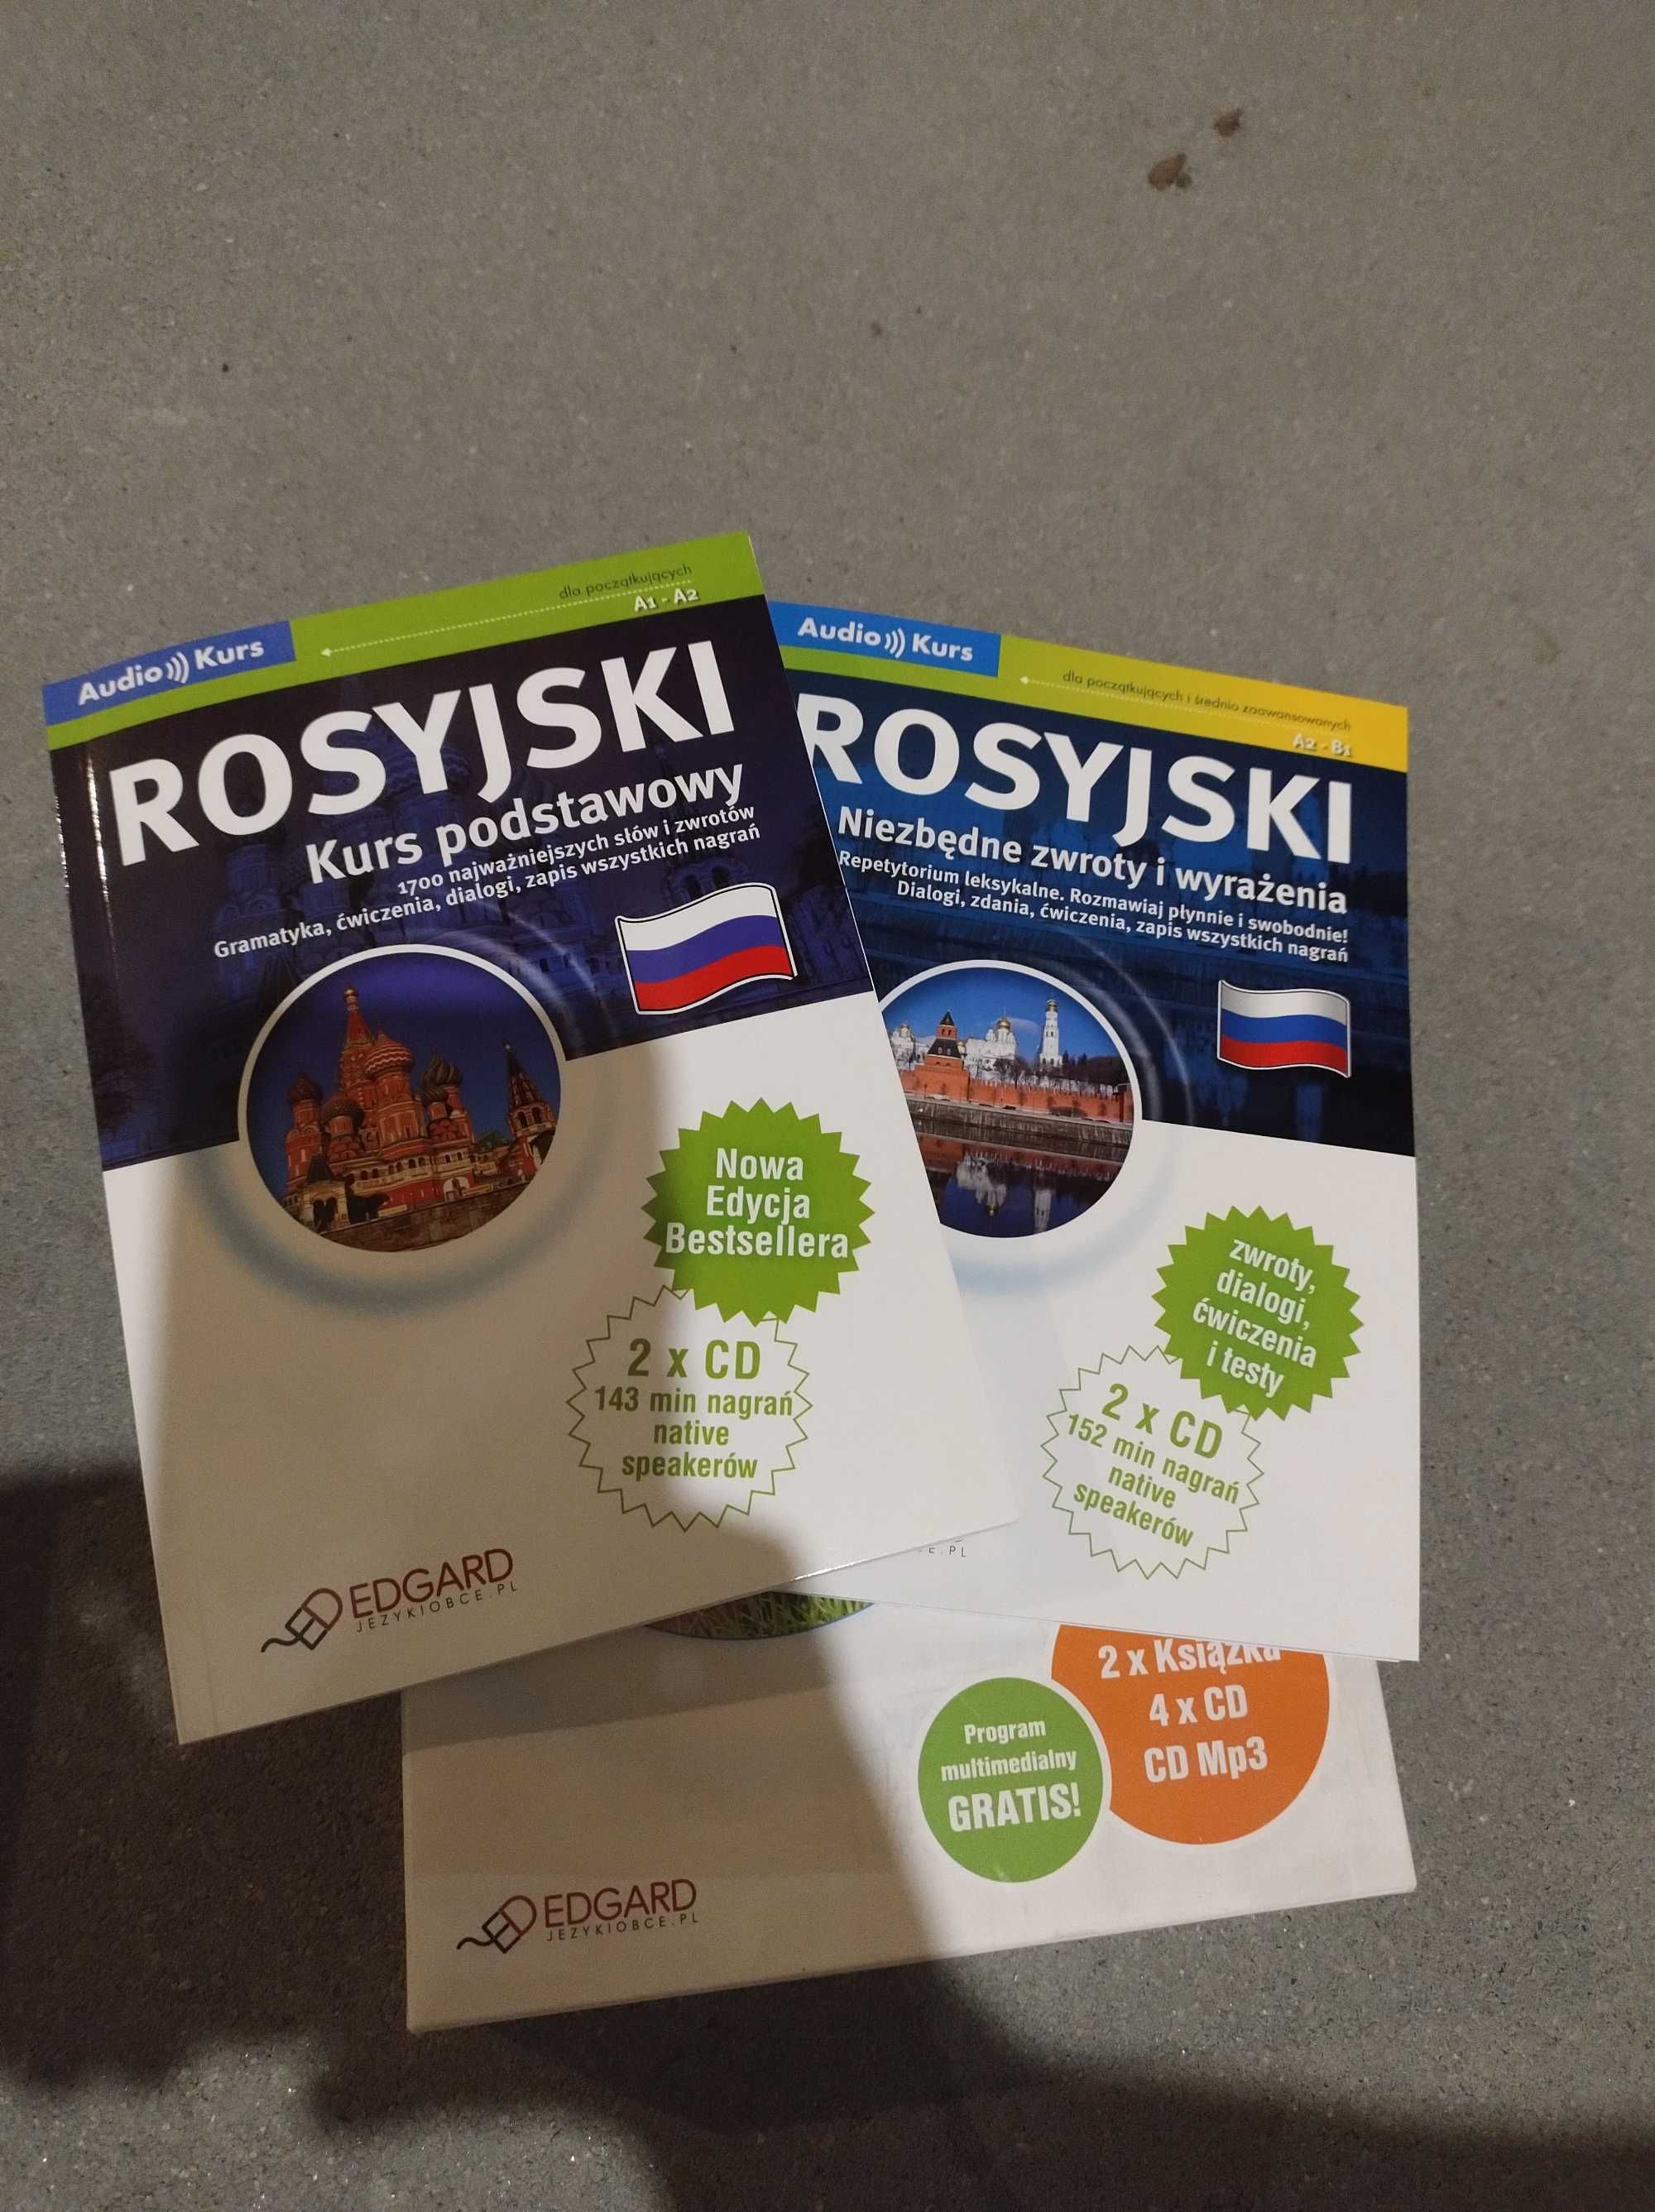 Audio Kurs
dla początkujących
A1 - A2
ROSYJSKI
Kurs podstawowy
1700 najważniejszych słów i zwrotów
Gramatyka, ćwiczenia, dialogi, zapis wszystkich nagrań
Nowa
Edycja
Bestsellera
2 x CD
143 min nagrań
native
speakerów
EDGARD
JEZYKIOBCE.PL
Audio Kurs
dla początkujących i średnio zaawansowanych
A2 - B1
ROSYJSKI
Niezbędne zwroty i wyrażenia
Repetytorium leksykalne. Rozmawiaj płynnie i swobodnie!
Dialogi, zdania, ćwiczenia, zapis wszystkich nagrań
zwroty,
dialogi,
ćwiczenia
i testy
2 x CD
152 min nagrań
native
speakerów
E.PL
2 x Książka
4 x CD
CD Mp3
Program
multimedialny
GRATIS!
EDGARD
JEZYKIOBCE.PL